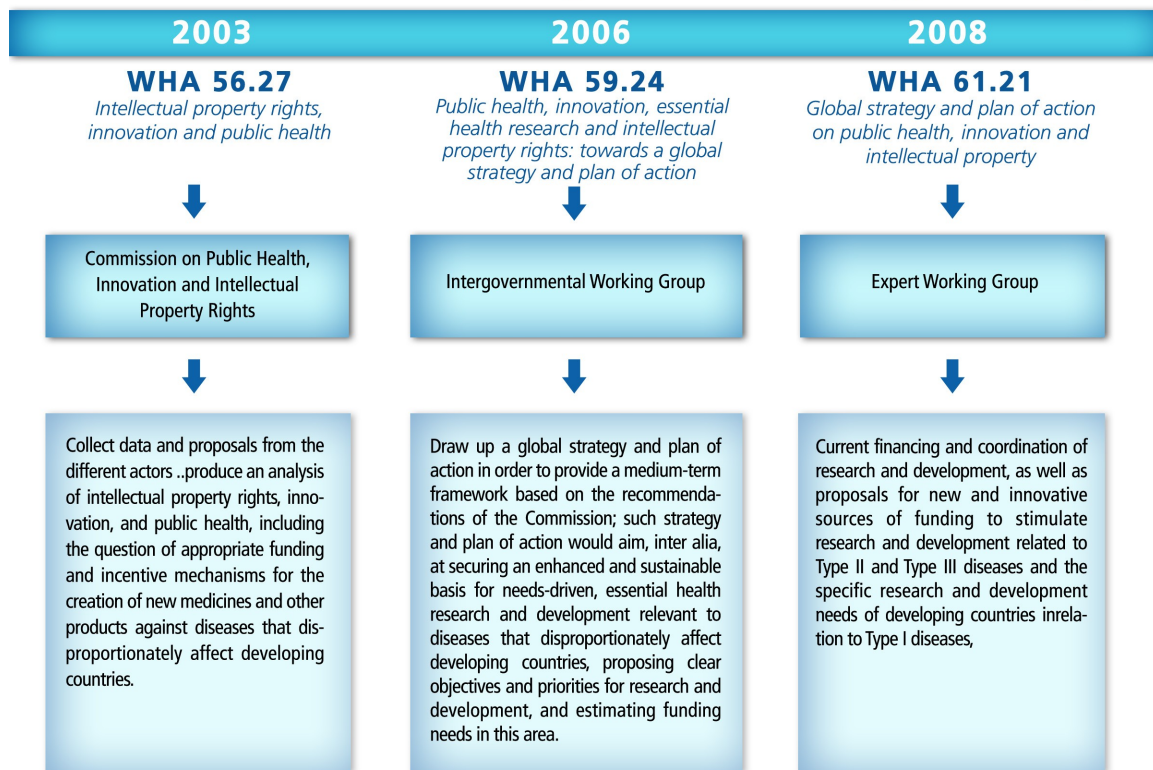 2003
2006
2008
WHA 56.27
Intellectual property rights,
innovation and public health
WHA 59.24
Public health, innovation, essential
health research and intellectual
property rights: towards a global
strategy and plan of action
WHA 61.21
Global strategy and plan of action
on public health, innovation and
intellectual property
Commission on Public Health,
Innovation and Intellectual
Property Rights
Intergovernmental Working Group
Expert Working Group
Collect data and proposals from the
different actors ..produce an analysis
of intellectual property rights, inno-
vation, and public health, including
the question of appropriate funding
and incentive mechanisms for the
creation of new medicines and other
products against diseases that dis-
proportionately affect developing
countries.
Draw up a global strategy and plan of
action in order to provide a medium-term
framework based on the recommenda-
tions of the Commission; such strategy
and plan of action would aim, inter alia,
at securing an enhanced and sustainable
basis for needs-driven, essential health
research and development relevant to
diseases that disproportionately affect
developing countries, proposing clear
objectives and priorities for research and
development, and estimating funding
needs in this area.
Current financing and coordination of
research and development, as well as
proposals for new and innovative
sources of funding to stimulate
research and development related to
Type II and Type III diseases and the
specific research and development
needs of developing countries inrela-
tion to Type I diseases,